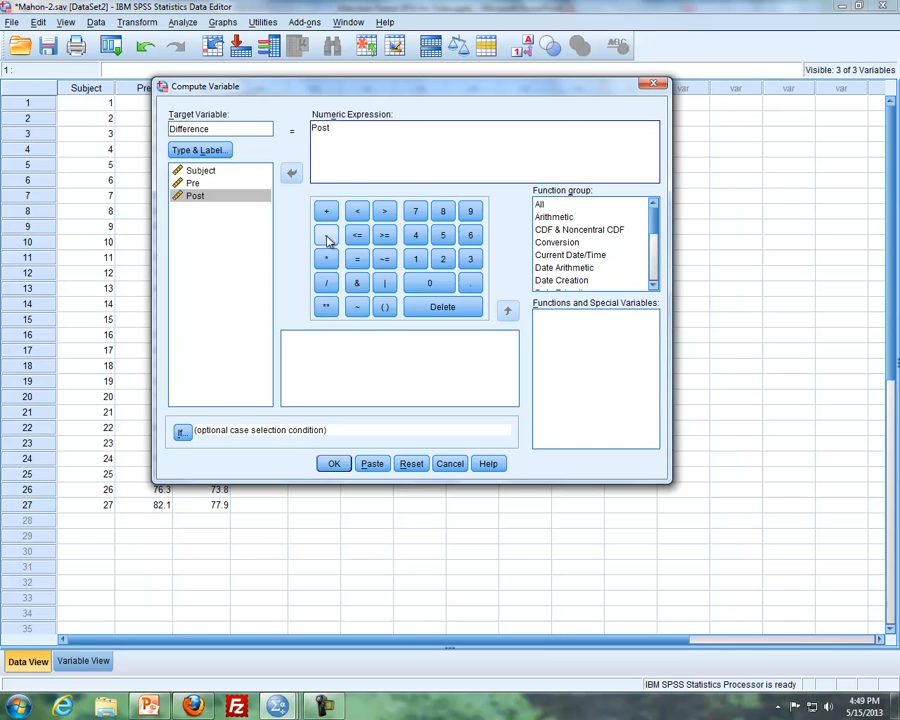 *Mahon-2.sav [DataSet2] - IBM SPSS Statistics Data Editor
File Edit View Data Transform Analyze Graphs Utilities Add-ons Window Help
1 :
Visible: 3 of 3 Variables
Subject
var var var var
Compute Variable
Target Variable:
Difference
=
Numeric Expression:
Post
Type & Label...
Subject
Pre
Post
+ < > 7 8 9
<= >= 4 5 6
* = ~= 1 2 3
/ & | 0 .
** ~ ( ) Delete
Function group:
All
Arithmetic
CDF & Noncentral CDF
Conversion
Current Date/Time
Date Arithmetic
Date Creation
Functions and Special Variables:
If...
(optional case selection condition)
OK Paste Reset Cancel Help
1 1
2 2
3 3
4 4
5 5
6 6
7 7
8 8
9 9
10 10
11 11
12 12
13 13
14 14
15 15
16 16
17 17
18 18
19 19
20 20
21 21
22 22
23 23
24 24
25 25
26 26 76.3 73.8
27 27 82.1 77.9
28
29
30
31
32
33
34
35
Data View Variable View
IBM SPSS Statistics Processor is ready
4:49 PM
5/15/2013